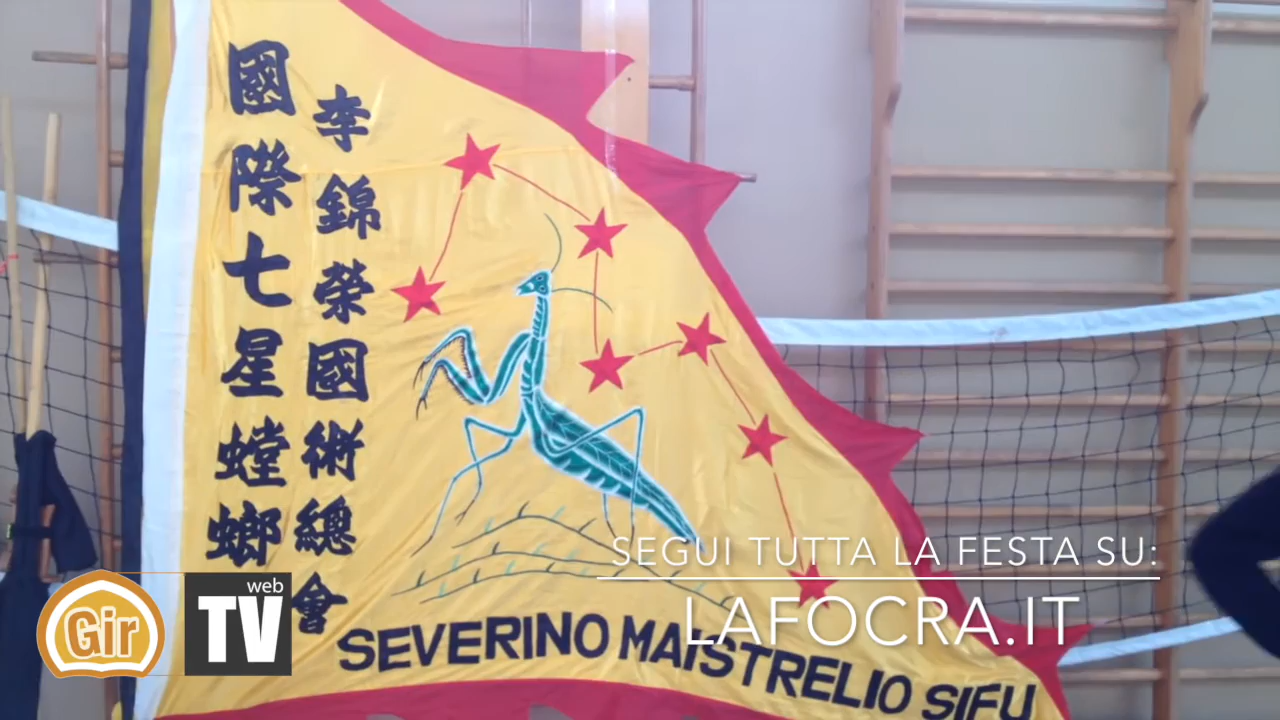 國際七星螳螂
李錦榮國術總會
SEVERINO MAISTRELIO SIFU
SEGUI TUTTA LA FESTA SU:
LAFOCRA.IT
Gir
web
TV